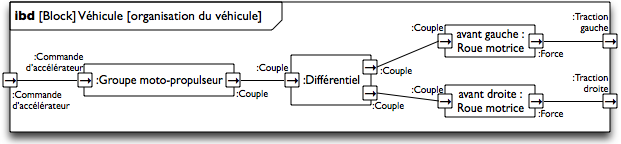 ibd [Block] Véhicule [organisation du véhicule]
:Commande
d'accélérateur
:Commande
d'accélérateur
:Groupe moto-propulseur
:Couple
:Couple
:Différentiel
:Couple
:Couple
:Couple
avant gauche :
Roue motrice
:Force
:Traction
gauche
:Couple
avant droite :
Roue motrice
:Force
:Traction
droite